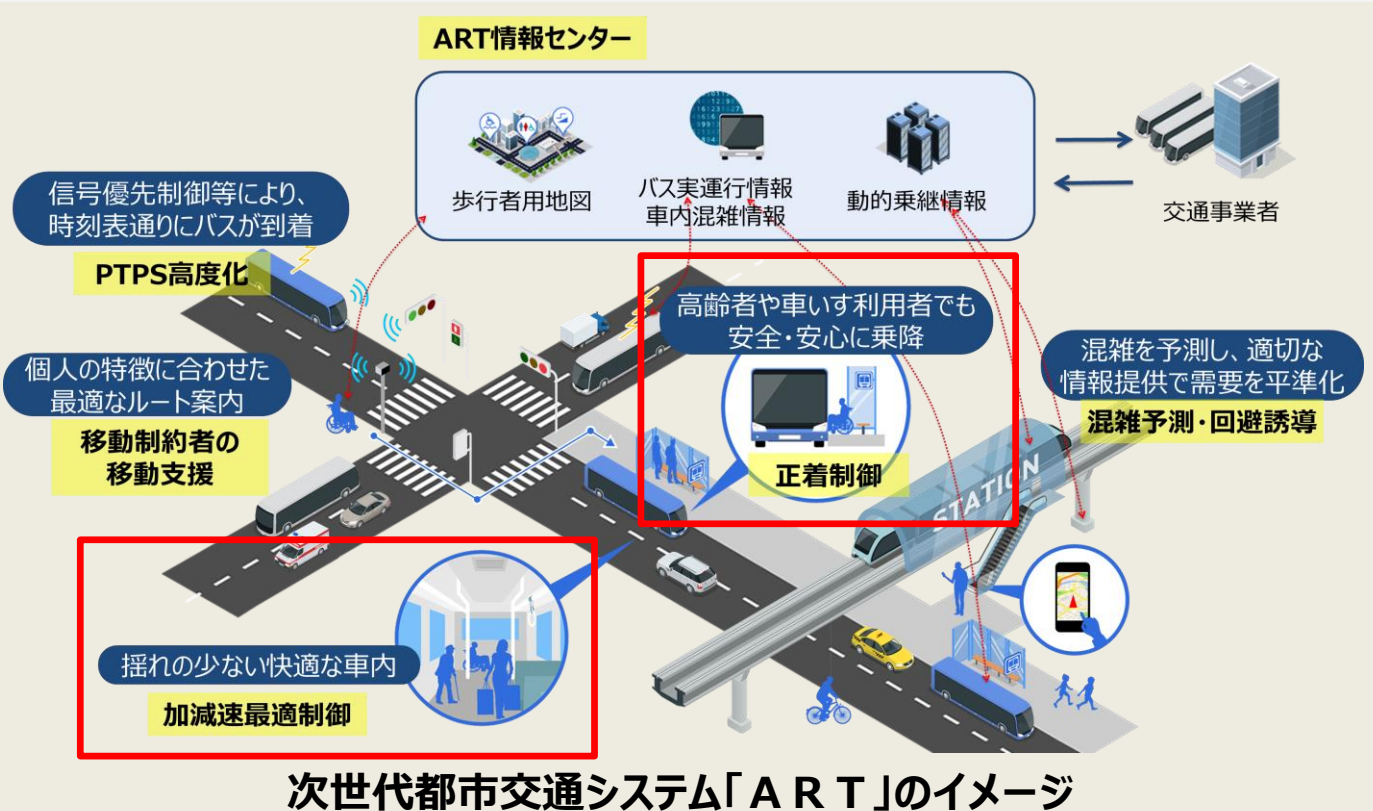 ART情報センター
歩行者用地図
バス実運行情報
車内混雑情報
動的乗継情報
交通事業者
信号優先制御等により、
時刻表通りにバスが到着
PTPS高度化
高齢者や車いす利用者でも
安全・安心に乗降
正着制御
個人の特徴に合わせた
最適なルート案内
移動制約者の
移動支援
混雑を予測し、適切な
情報提供で需要を平準化
混雑予測・回避誘導
STATION
揺れの少ない快適な車内
加減速最適制御
次世代都市交通システム「ＡＲＴ」のイメージ